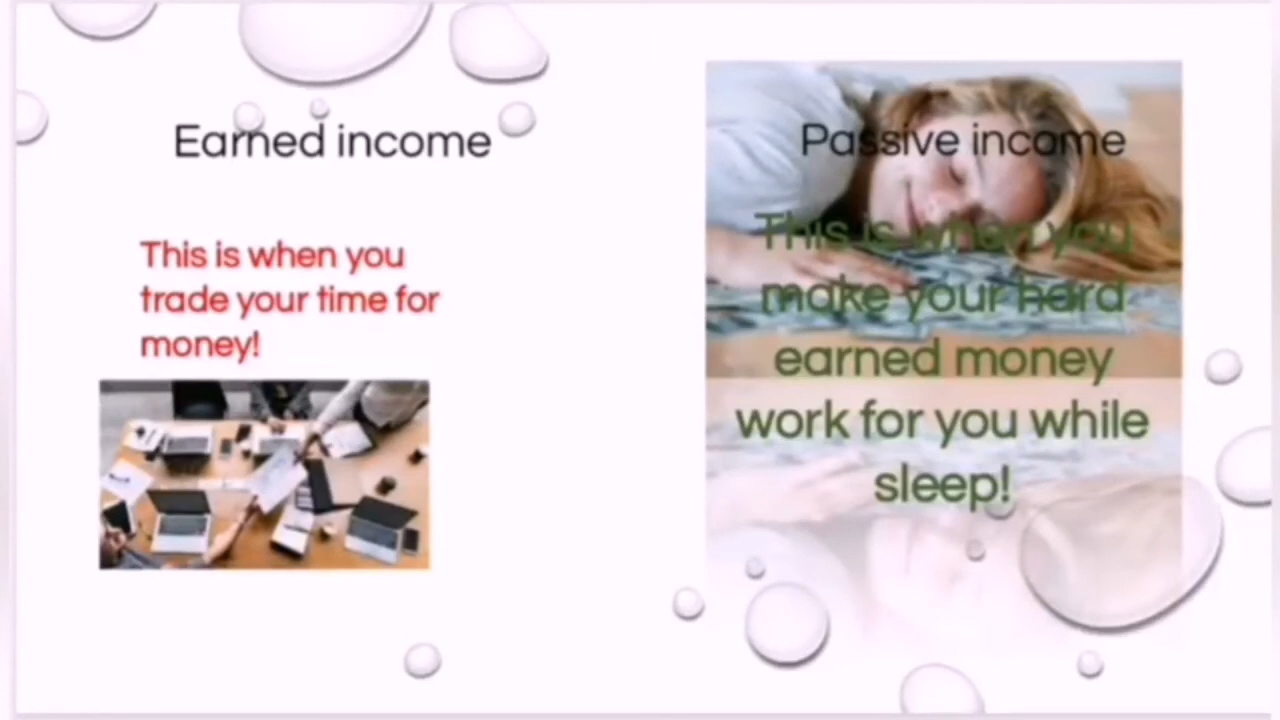 Earned income
This is when you
trade your time for
money!
Passive income
This is when you
make your hard
earned money
work for you while
sleep!